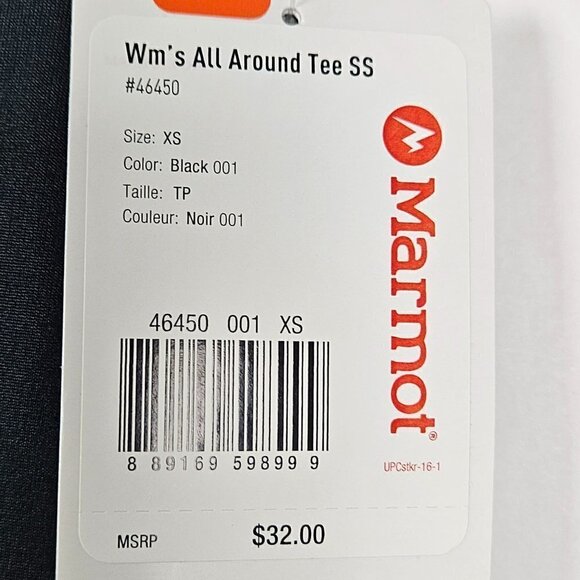 Wm's All Around Tee SS
#46450
Size: XS
Color: Black 001
Taille: TP
Couleur: Noir 001
46450 001 XS
8 89169 59899 9
MSRP $32.00
Marmot®
UPCstkr-16-1